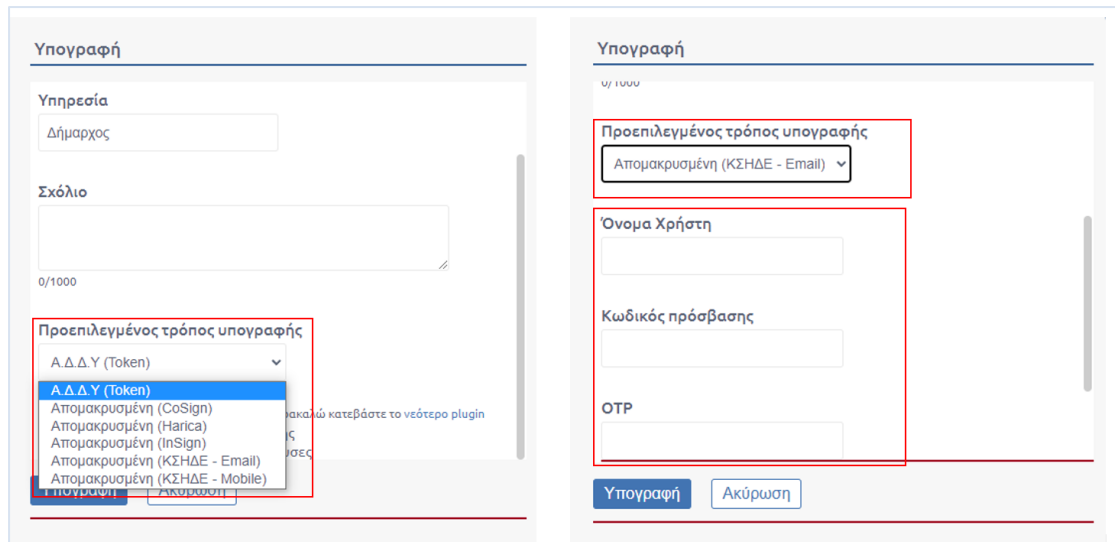 Υπογραφή
Υπηρεσία
Δήμαρχος
Σχόλιο
0/1000
Προεπιλεγμένος τρόπος υπογραφής
Α.Δ.Δ.Υ (Token)
Α.Δ.Δ.Υ (Token)
Απομακρυσμένη (CoSign)
Απομακρυσμένη (Harica)
Απομακρυσμένη (InSign)
Απομακρυσμένη (ΚΣΗΔΕ - Email)
Απομακρυσμένη (ΚΣΗΔΕ - Mobile)
κατεβάστε το νεότερο plugin
Υπογραφή Ακύρωση
Υπογραφή
0/1000
Προεπιλεγμένος τρόπος υπογραφής
Απομακρυσμένη (ΚΣΗΔΕ - Email)
Όνομα Χρήστη
Κωδικός πρόσβασης
OTP
Υπογραφή Ακύρωση